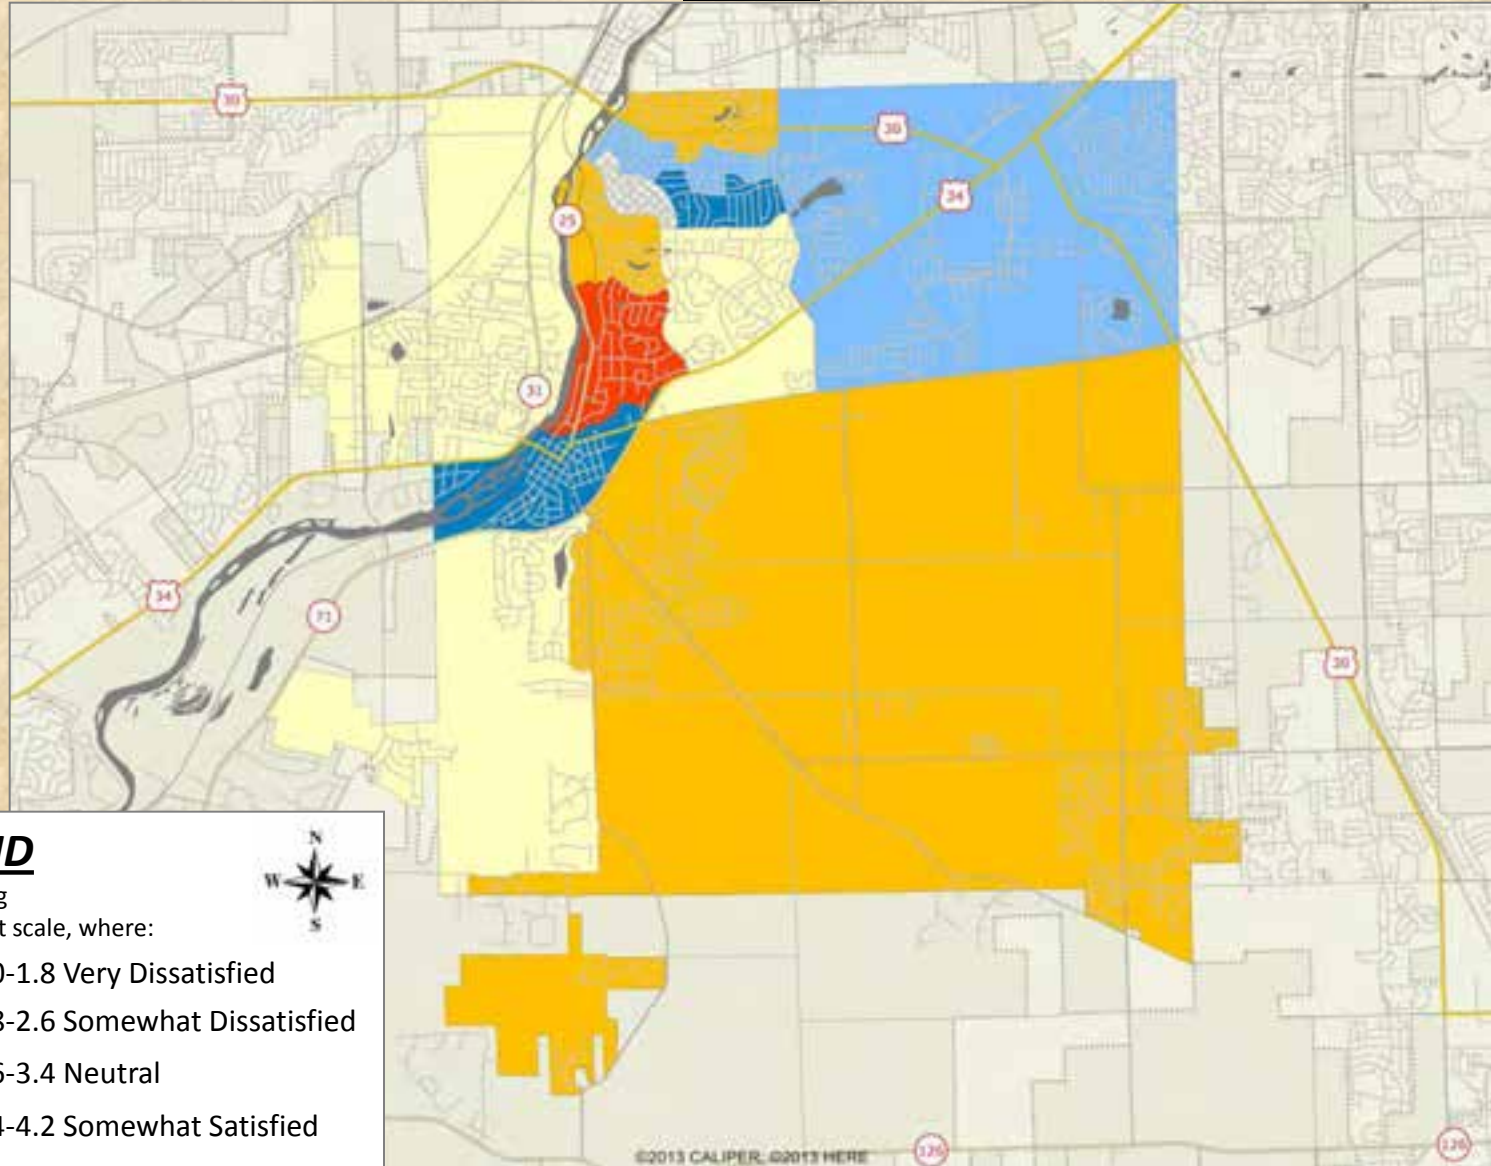 30
30
34
25
31
34
71
30
ND
g
t scale, where:
0-1.8 Very Dissatisfied
8-2.6 Somewhat Dissatisfied
6-3.4 Neutral
4-4.2 Somewhat Satisfied
N
W E
S
©2013 CALIPER, ©2013 HERE
126
126